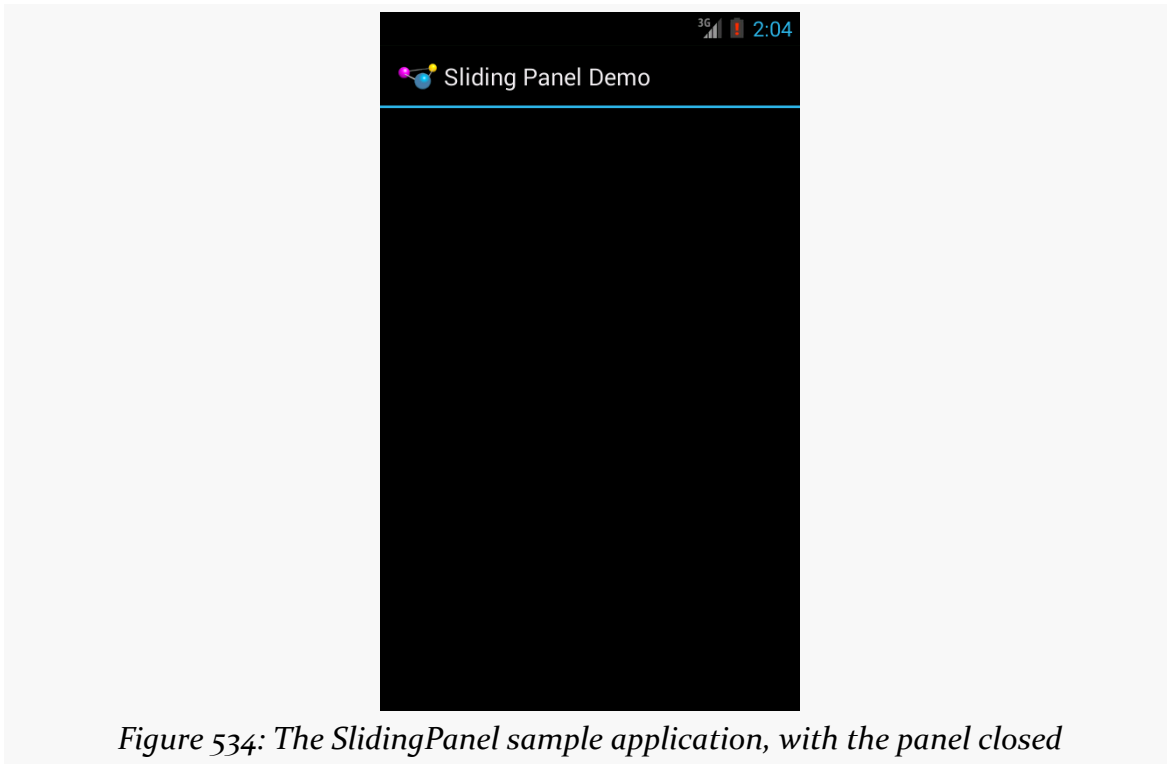 3G 2:04
Sliding Panel Demo
Figure 534: The SlidingPanel sample application, with the panel closed